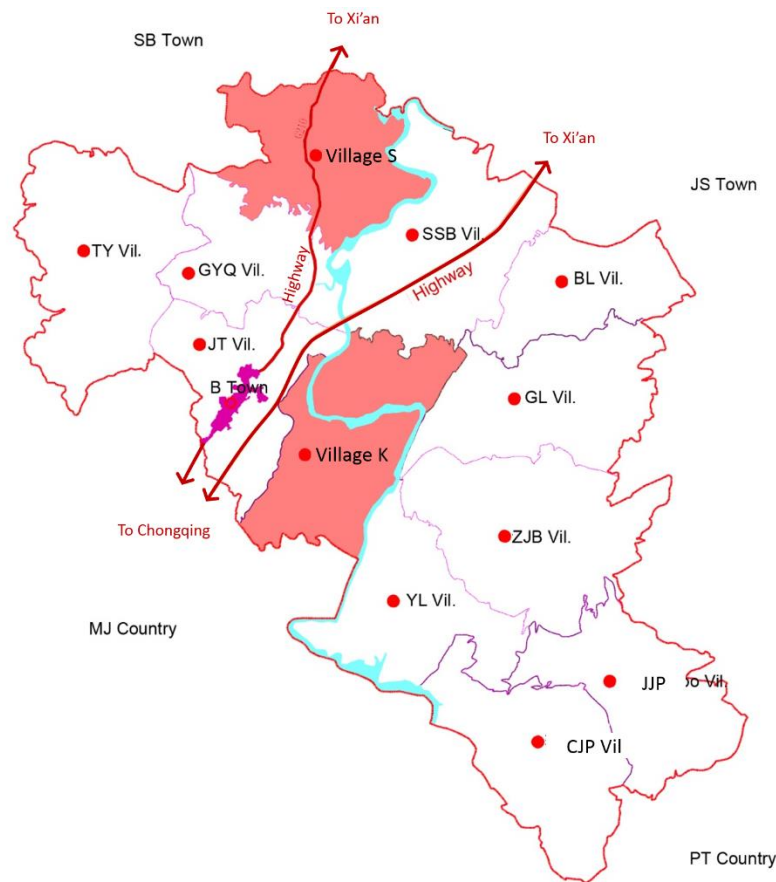 To Xi'an
SB Town
To Xi'an
Village S
JS Town
SSB Vil.
TY Vil.
GYQ Vil.
Highway
Highway
BL Vil.
JT Vil.
B Town
GL Vil.
Village K
To Chongqing
ZJB Vil.
YL Vil.
MJ Country
JJP
Vil.
CJP Vil
PT Country